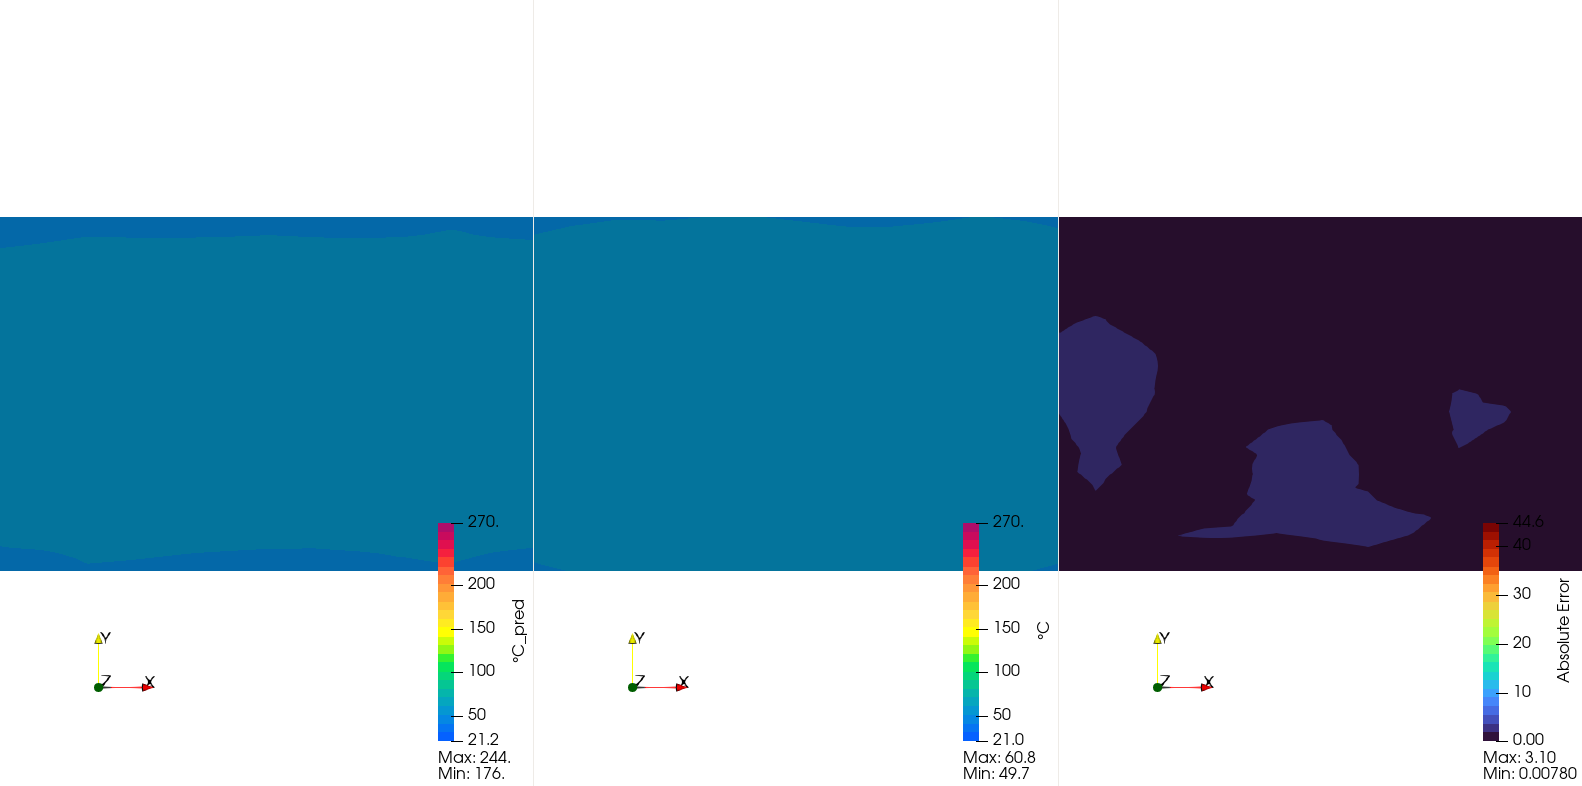 270.
200
150
100
50
21.2
°C_pred
Max: 244.
Min: 176.
Y
Z
X
270.
200
150
100
50
21.0
°C
Max: 60.8
Min: 49.7
Y
Z
X
44.6
40
30
20
10
0.00
Absolute Error
Max: 3.10
Min: 0.00780
Y
Z
X